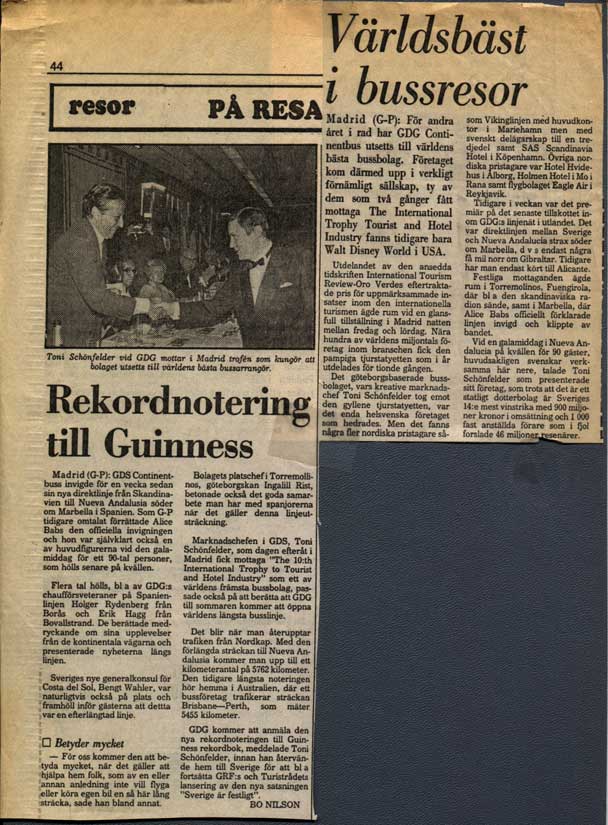 44
resor PÅ RESA
Världsbäst
i bussresor
Madrid (G-P): För andra
året i rad har GDG Conti-
nentbus utsetts till världens
bästa bussbolag. Företaget
kom därmed upp i verkligt
förnämligt sällskap, ty av
dem som två gånger fått
mottaga The International
Trophy Tourist and Hotel
Industry fanns tidigare bara
Walt Disney World i USA.
Utdelandet av den ansedda
tidskriften International Tourism
Review-Oro Verdes eftertrakta-
de pris för uppmärksammade in-
satser inom den internationella
turismen ägde rum vid en glans-
full tillställning i Madrid natten
mellan fredag och lördag. Nära
hundra av världens miljontals fö-
retag inom branschen fick den
pampiga tjurstatyetten som i år
utdelades för tionde gången.
Det göteborgsbaserade buss-
bolaget, vars kreative marknads-
chef Toni Schönfelder tog emot
den gyllene tjurstatyetten, var
det enda helsvenska företaget
som hedrades. Men det fanns
några fler nordiska pristagare så-
som Vikinglinjen med huvudkon-
tor i Mariehamn men med
svenskt delägarskap till en tre-
djedel samt SAS Scandinavia
Hotel i Köpenhamn. Övriga nor-
diska pristagare var Hotel Hvide-
hus i Ålborg, Holmen Hotel i Mo i
Rana samt flygbolaget Eagle Air i
Reykjavik.
Tidigare i veckan var det pre-
miär på det senaste tillskottet in-
om GDG:s linjenät i utlandet. Det
var direktlinjen mellan Sverige
och Nueva Andalucia strax söder
om Marbella, d v s endast några
få mil norr om Gibraltar. Tidigare
har man endast kört till Alicante.
Festliga mottaganden ägde
rum i Torremolinos, Fuengirola,
där bl a den skandinaviska ra-
dion sände, samt i Marbella, där
Alice Babs officiellt förklarade
linjen invigd och klippte av
bandet.
Vid en galamiddag i Nueva An-
dalucia på kvällen för 90 gäster,
huvudsakligen svenskar verk-
samma här nere, talade Toni
Schönfelder som presenterade
sitt företag, som trots att det är ett
statligt dotterbolag är Sveriges
14:e mest vinstrika med 900 miljo-
ner kronor i omsättning och 1 000
fast anställda förare som i fjol
forslade 46 miljoner resenärer.
Toni Schönfelder vid GDG mottar i Madrid trofén som kungör att
bolaget utsetts till världens bästa bussarrangör.
Rekordnotering
till Guinness
Madrid (G-P): GDS Continent-
buss invigde för en vecka sedan
sin nya direktlinje från Skandina-
vien till Nueva Andalusia söder
om Marbella i Spanien. Som G-P
tidigare omtalat förrättade Alice
Babs den officiella invigningen
och hon var självklart också en
av huvudfigurerna vid den gala-
middag för ett 90-tal personer,
som hölls senare på kvällen.
Flera tal hölls, bl a av GDG:s
chaufförsveteraner på Spanien-
linjen Holger Rydenberg från
Borås och Erik Hagg från
Bovallstrand. De berättade med-
ryckande om sina upplevelser
från de kontinentala vägarna och
presenterade nyheterna längs
linjen.
Sveriges nye generalkonsul för
Costa del Sol, Bengt Wahler, var
naturligtvis också på plats och
framhöll inför gästerna att dettta
var en efterlängtad linje.
□ Betyder mycket
— För oss kommer den att be-
tyda mycket, när det gäller att
hjälpa hem folk, som av en eller
annan anledning inte vill flyga
eller köra egen bil en så här lång
sträcka, sade han bland annat.
Bolagets platschef i Torremoli-
nos, göteborgskan Ingalill Rist,
betonade också det goda samar-
bete man har med spanjorerna
när det gäller denna linjeut-
sträckning.
Marknadschefen i GDS, Toni
Schönfelder, som dagen efteråt i
Madrid fick mottaga "The 10:th
International Trophy to Tourist
and Hotel Industry" som ett av
världens främsta bussbolag, pas-
sade också på att berätta att GDG
till sommaren kommer att öppna
världens längsta busslinje.
Det blir när man återupptar
trafiken från Nordkap. Med den
förlängda sträckan till Nueva An-
dalusia kommer man upp till ett
kilometerantal på 5762 kilometer.
Den tidigare längsta noteringen
hör hemma i Australien, där ett
bussföretag trafikerar sträckan
Brisbane—Perth, som mäter
5455 kilometer.
GDG kommer att anmäla den
nya rekordnoteringen till Guin-
ness rekordbok, meddelade Toni
Schönfelder, innan han återvän-
de hem till Sverige för att bl a
fortsätta GRF:s och Turistrådets
lansering av den nya satsningen
"Sverige är festligt".
BO NILSON